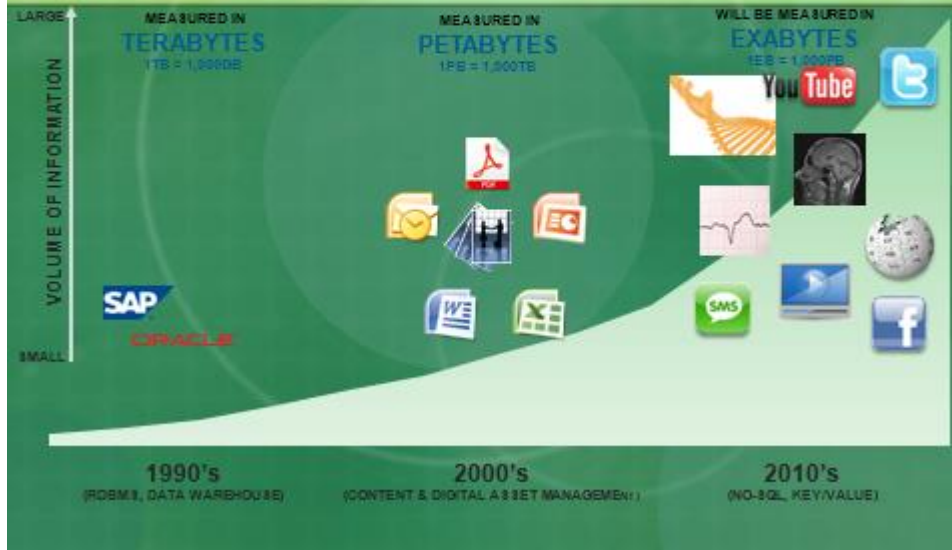 LARGE
MEASURED IN
TERABYTES
1TB = 1,000GB
MEASURED IN
PETABYTES
1PB = 1,000TB
WILL BE MEASURED IN
EXABYTES
1EB = 1,000PB
VOLUME OF INFORMATION
YouTube
PDF
SAP
ORACLE
SMS
SMALL
1990's
(RDBMS, DATA WAREHOUSE)
2000's
(CONTENT & DIGITAL ASSET MANAGEMENT)
2010's
(NO-SQL, KEY/VALUE)